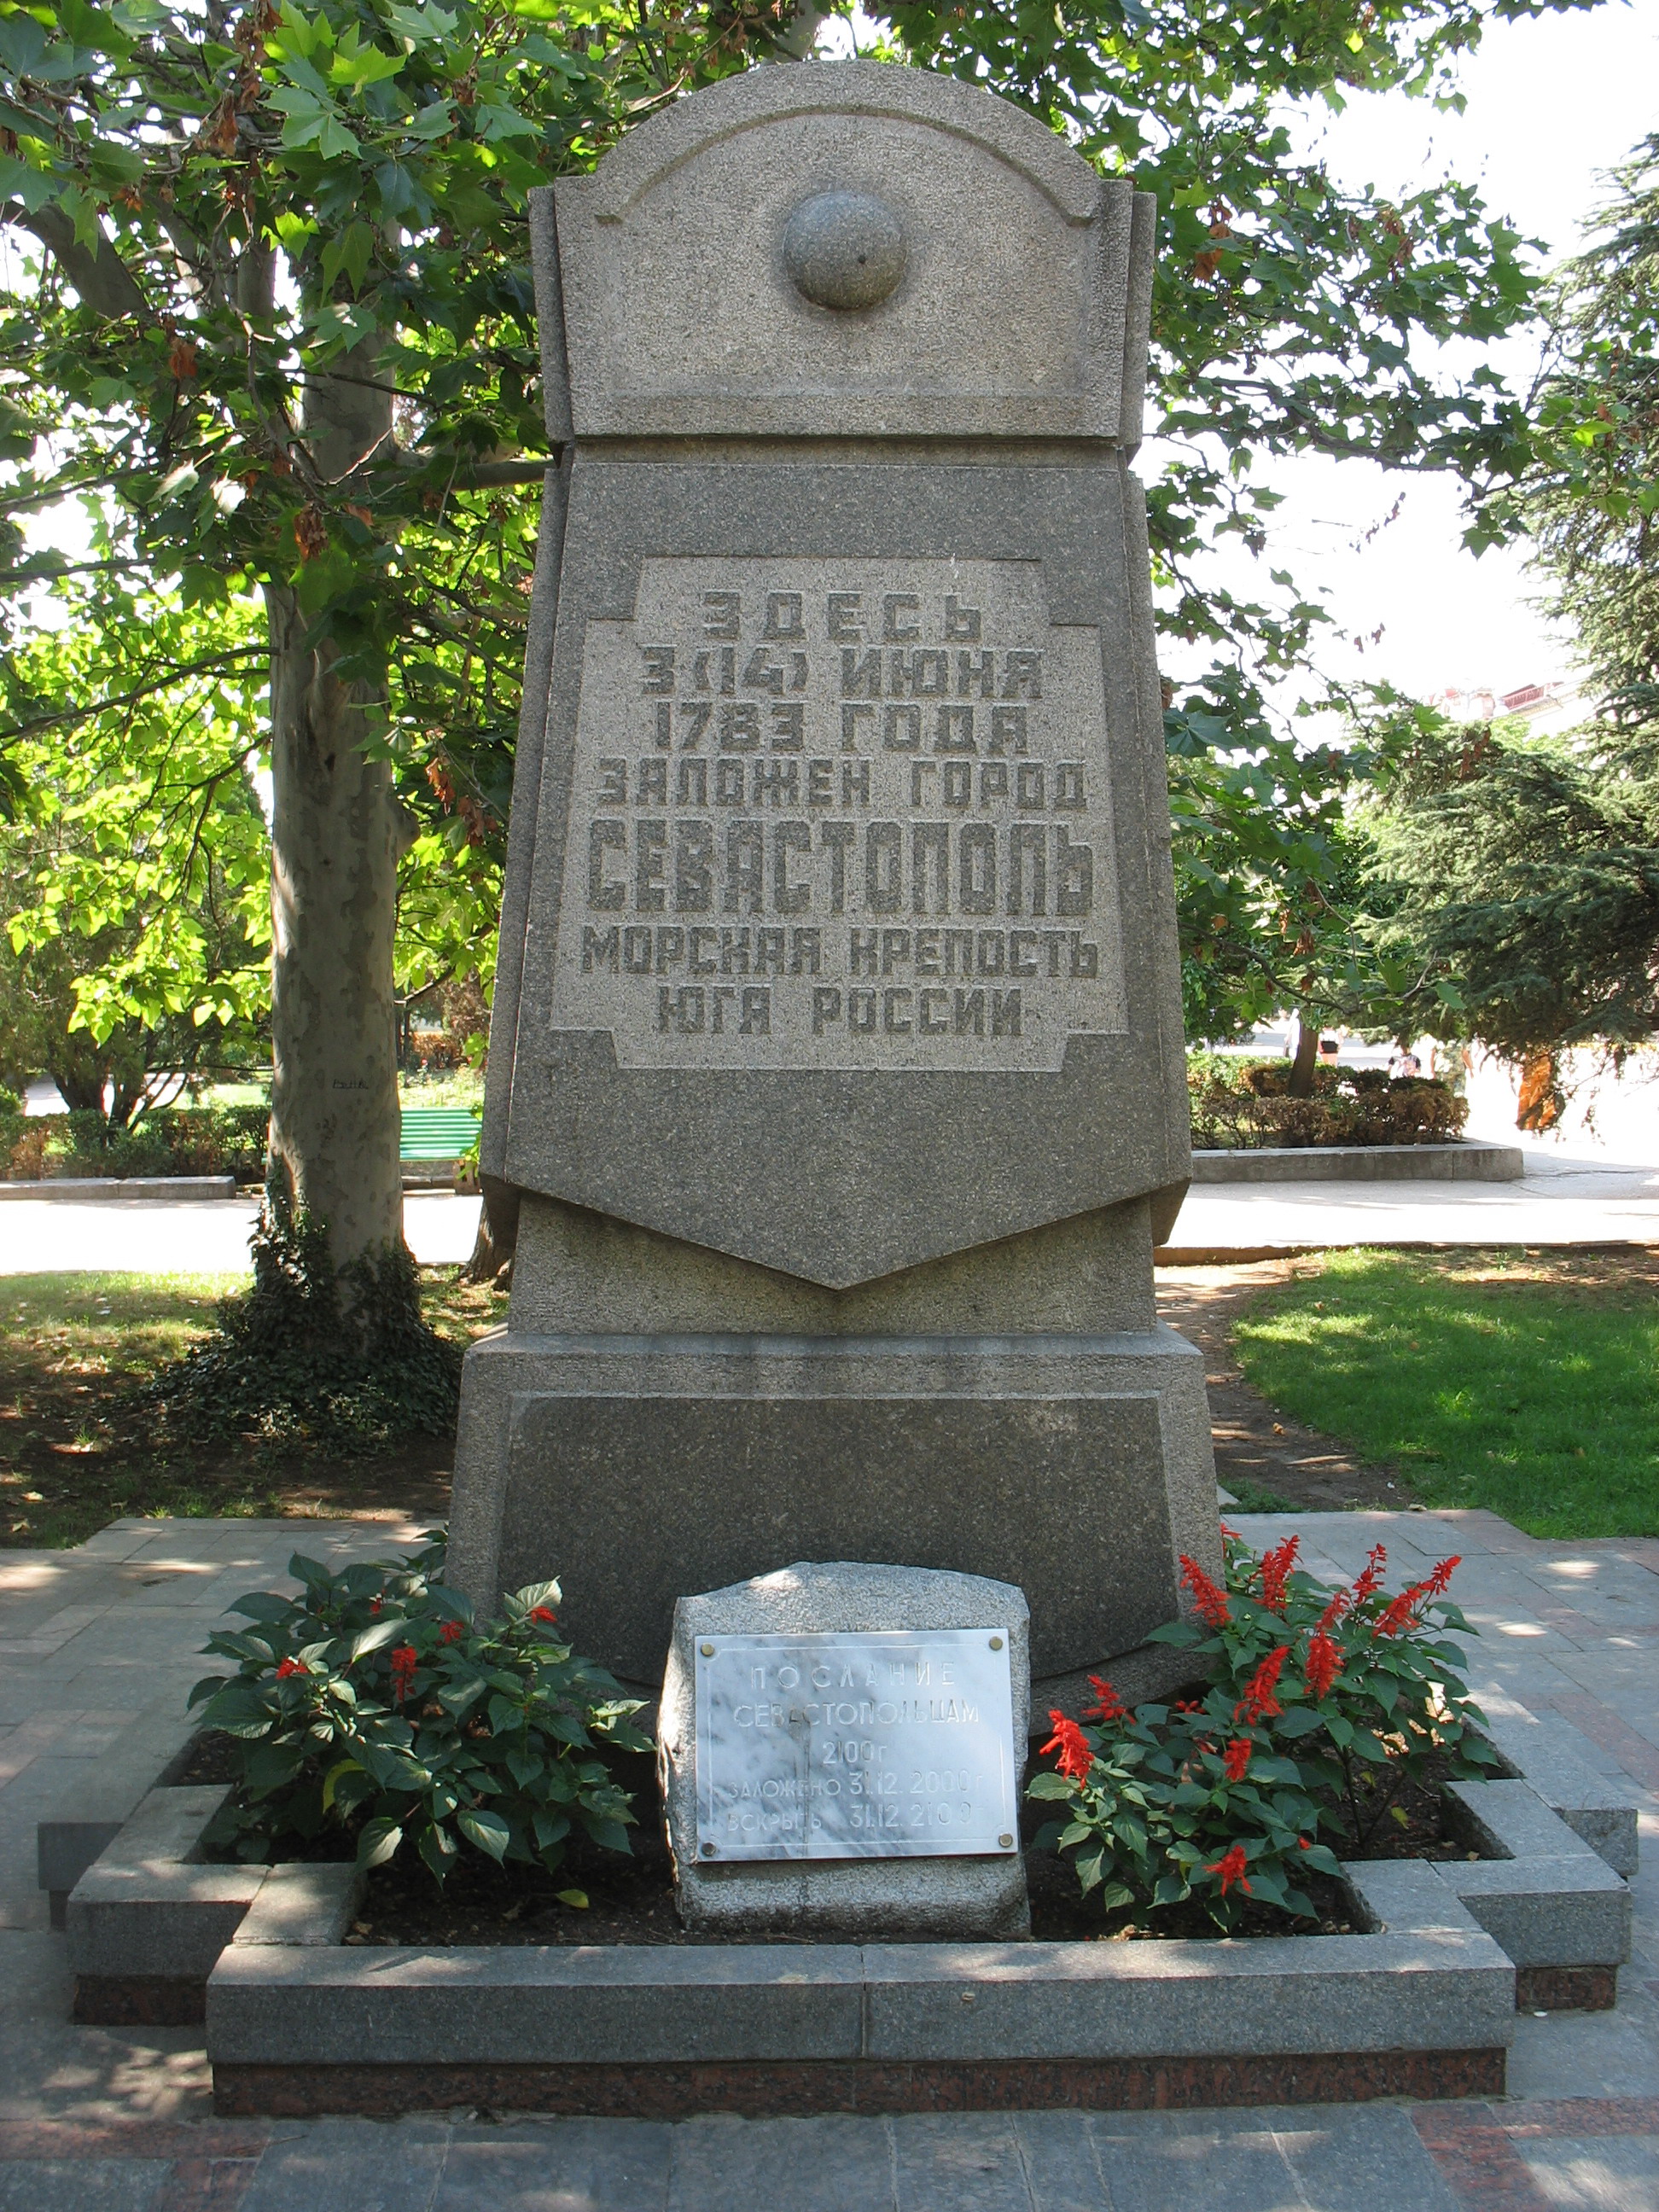 ЗДЕСЬ
3 (14) ИЮНЯ
1783 ГОДА
ЗАЛОЖЕН ГОРОД
СЕВАСТОПОЛЬ
МОРСКАЯ КРЕПОСТЬ
ЮГА РОССИИ
ПОСЛАНИЕ
СЕВАСТОПОЛЬЦАМ
2100г
ЗАЛОЖЕНО 31.12.2000г
ВСКРЫТЬ 31.12.2100г